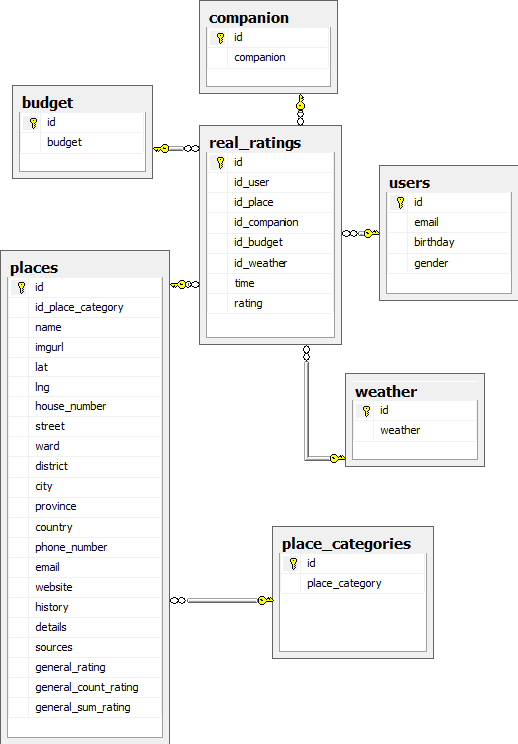 companion
id
companion
budget
id
budget
real_ratings
id
id_user
id_place
id_companion
id_budget
id_weather
time
rating
users
id
email
birthday
gender
places
id
id_place_category
name
imgurl
lat
lng
house_number
street
ward
district
city
province
country
phone_number
email
website
history
details
sources
general_rating
general_count_rating
general_sum_rating
weather
id
weather
place_categories
id
place_category